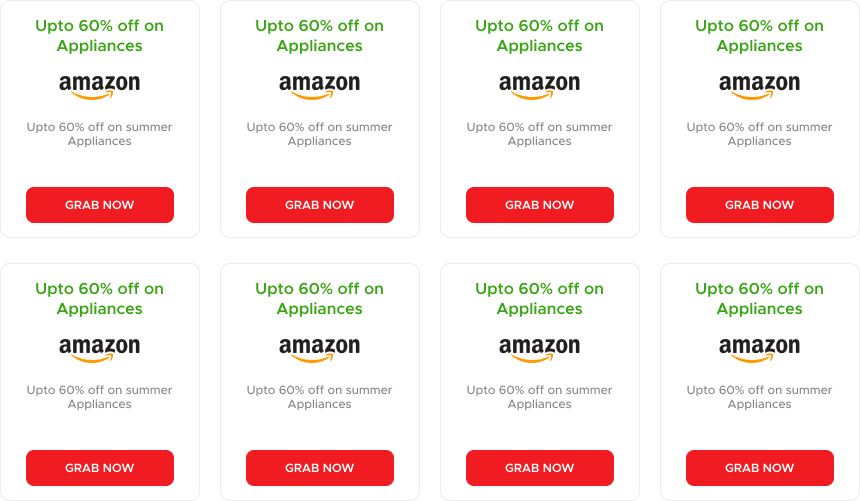 Upto 60% off on
Appliances
amazon
Upto 60% off on summer
Appliances
GRAB NOW
Upto 60% off on
Appliances
amazon
Upto 60% off on summer
Appliances
GRAB NOW
Upto 60% off on
Appliances
amazon
Upto 60% off on summer
Appliances
GRAB NOW
Upto 60% off on
Appliances
amazon
Upto 60% off on summer
Appliances
GRAB NOW
Upto 60% off on
Appliances
amazon
Upto 60% off on summer
Appliances
GRAB NOW
Upto 60% off on
Appliances
amazon
Upto 60% off on summer
Appliances
GRAB NOW
Upto 60% off on
Appliances
amazon
Upto 60% off on summer
Appliances
GRAB NOW
Upto 60% off on
Appliances
amazon
Upto 60% off on summer
Appliances
GRAB NOW